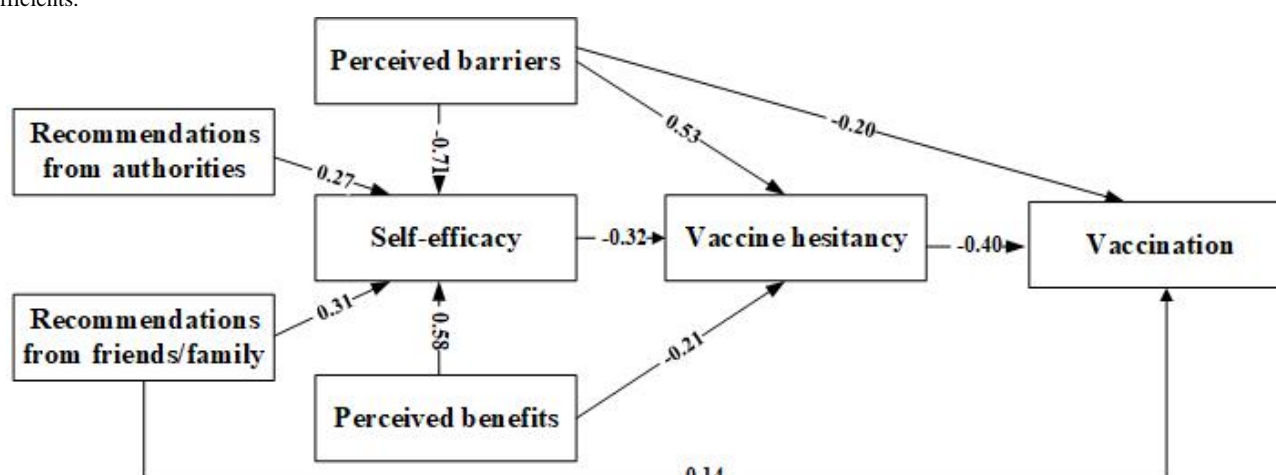 efficients.
Perceived barriers
Recommendations
from authorities
0.27
-0.71
0.53
-0.20
Self-efficacy
-0.32
Vaccine hesitancy
-0.40
Vaccination
Recommendations
from friends/family
0.31
0.58
-0.21
Perceived benefits
0.14